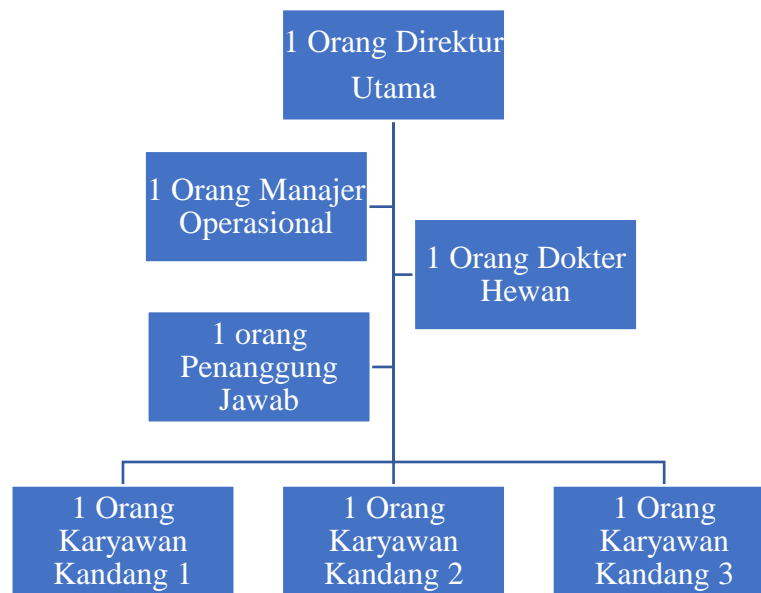 1 Orang Direktur
Utama
1 Orang Manajer
Operasional
1 Orang Dokter
Hewan
1 orang
Penanggung
Jawab
1 Orang
Karyawan
Kandang 1
1 Orang
Karyawan
Kandang 2
1 Orang
Karyawan
Kandang 3